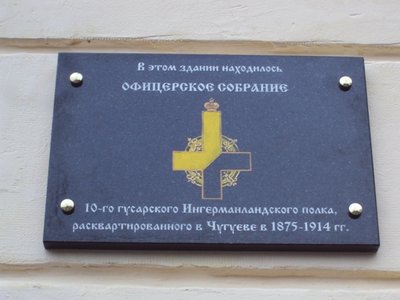 В этом здании находилось
ОФИЦЕРСКОЕ СОБРАНИЕ
10-го гусарского Ингерманландского полка,
расквартированного в Чугуеве в 1875-1914 гг.